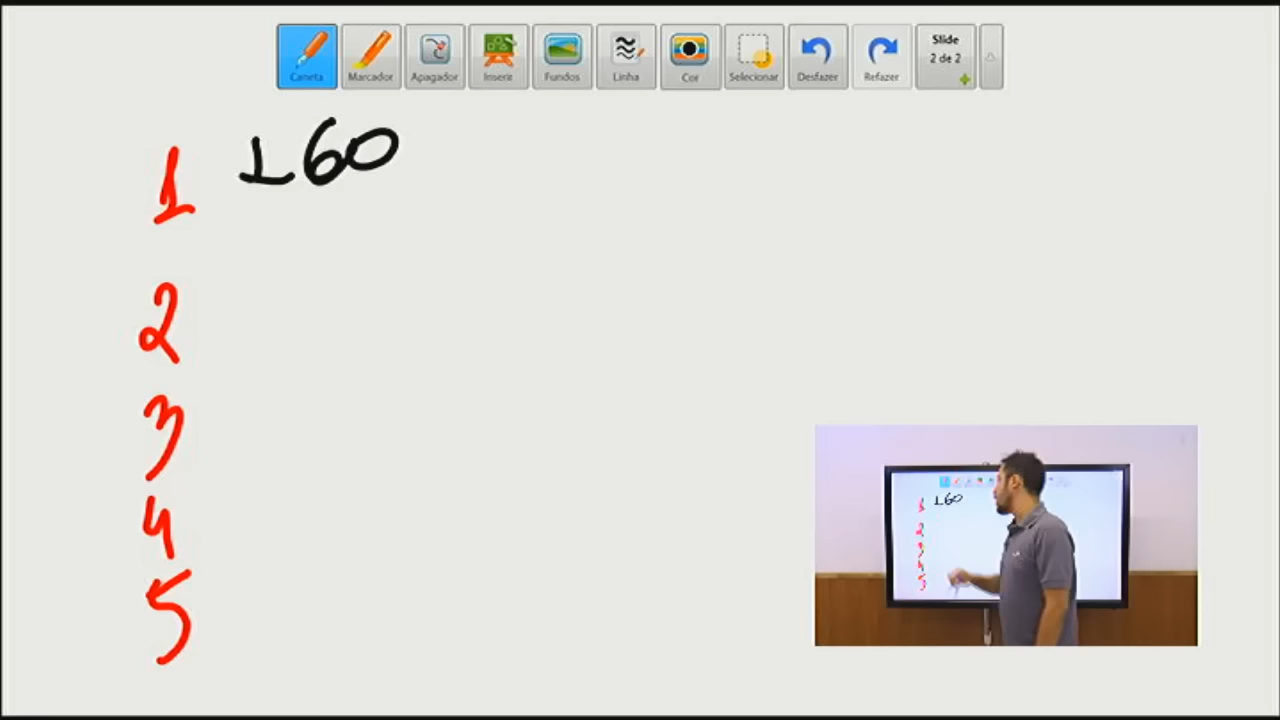 Caneta Marcador Apagador Inserir Fundos Linha Cor Selecionar Desfazer Refazer Slide
2 de 2
1 160
2
3
4
5